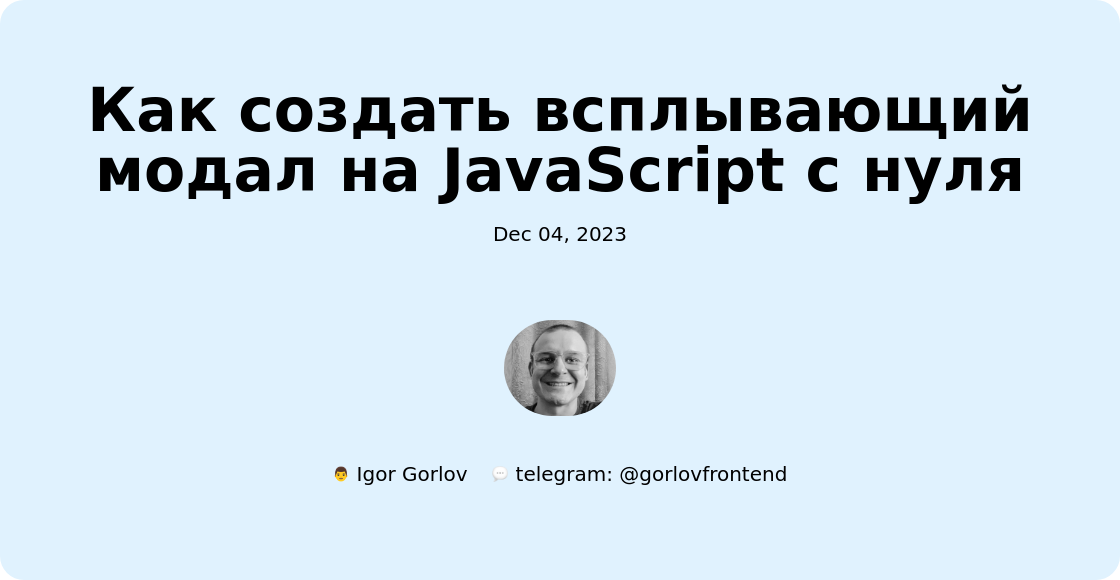 Как создать всплывающий
модал на JavaScript с нуля
Dec 04, 2023
👨 Igor Gorlov 💬 telegram: @gorlovfrontend